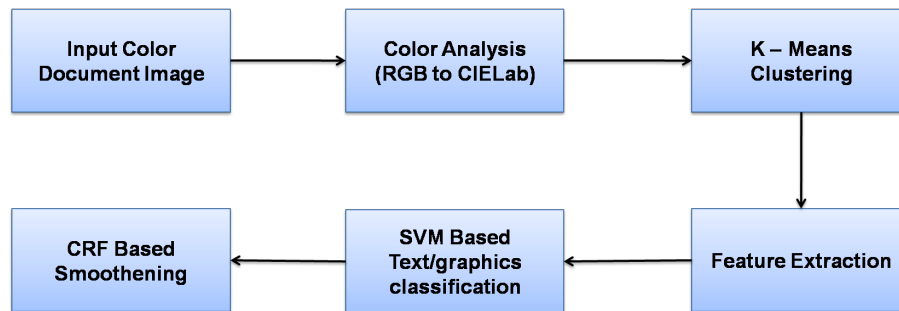 Input Color
Document Image
Color Analysis
(RGB to CIELab)
K – Means
Clustering
Feature Extraction
SVM Based
Text/graphics
classification
CRF Based
Smoothening